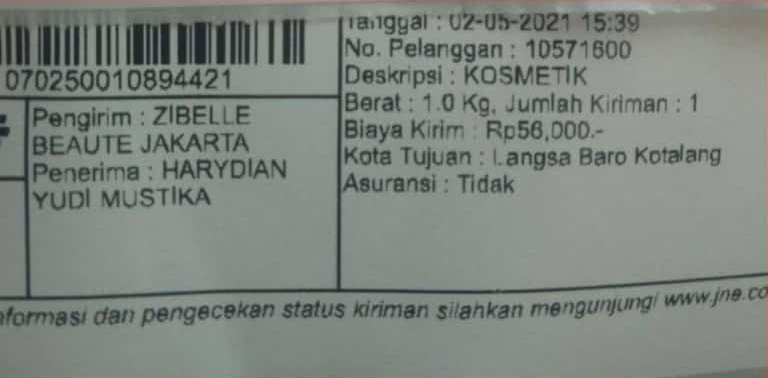 070250010894421
Pengirim : ZIBELLE
BEAUTE JAKARTA
Penerima : HARYDIAN
YUDI MUSTIKA
Tanggal : 02-05-2021 15:39
No. Pelanggan : 10571600
Deskripsi : KOSMETIK
Berat : 1.0 Kg, Jumlah Kiriman : 1
Biaya Kirim : Rp56,000.-
Kota Tujuan : Langsa Baro Kotalang
Asuransi : Tidak
nformasi dan pengecekan status kiriman silahkan mengunjungi www.jne.co